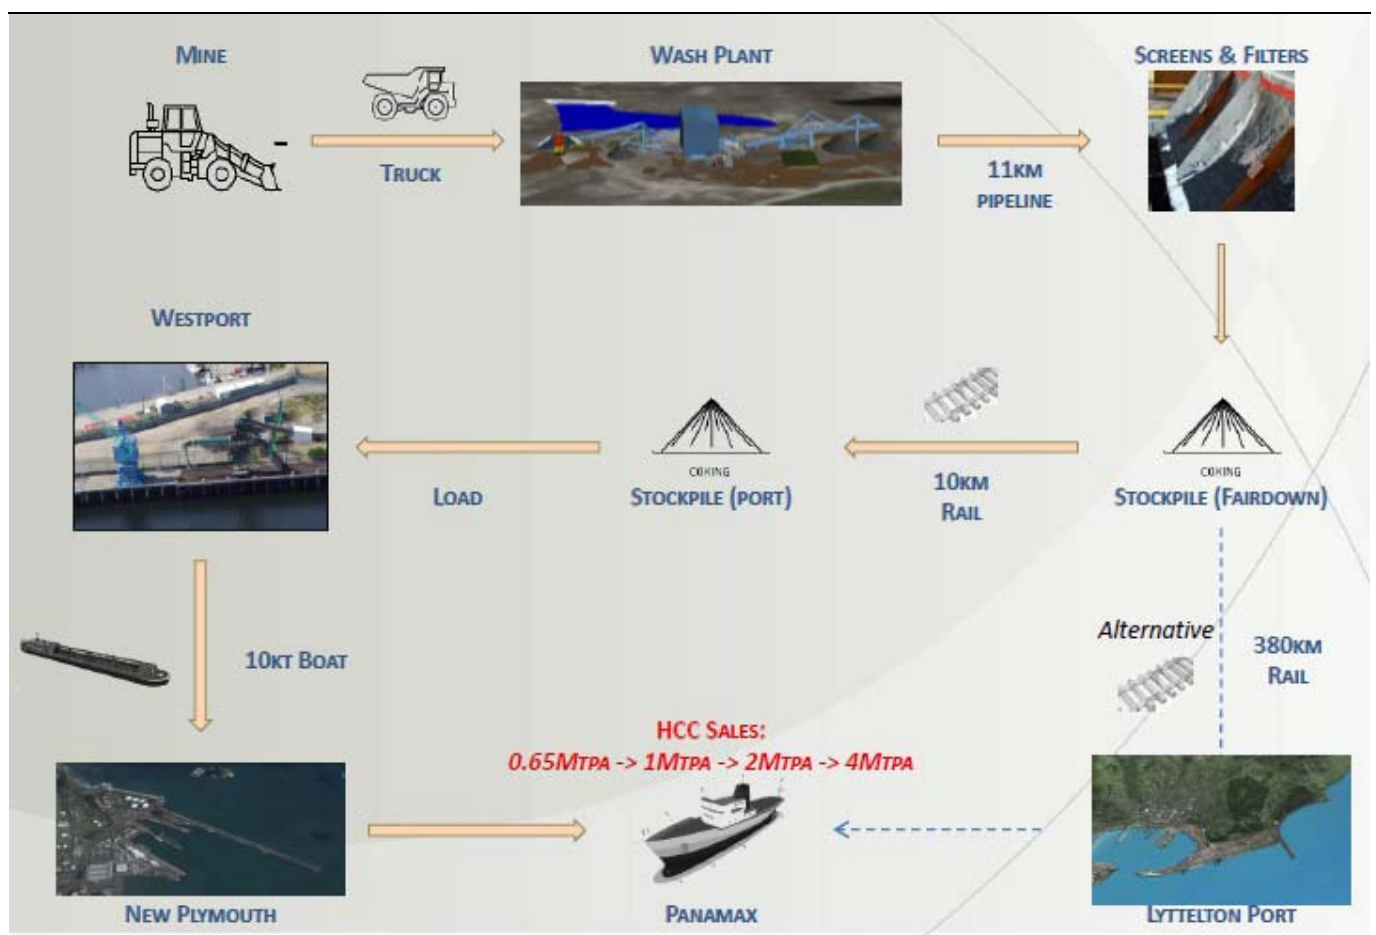 MINE
WASH PLANT
SCREENS & FILTERS
TRUCK
11KM
PIPELINE
WESTPORT
COKING
COKING
STOCKPILE (PORT)
STOCKPILE (FAIRDOWN)
LOAD
10KM
RAIL
Alternative
380KM
RAIL
10KT BOAT
HCC SALES:
0.65MTPA -> 1MTPA -> 2MTPA -> 4MTPA
NEW PLYMOUTH
PANAMAX
LYTTELTON PORT